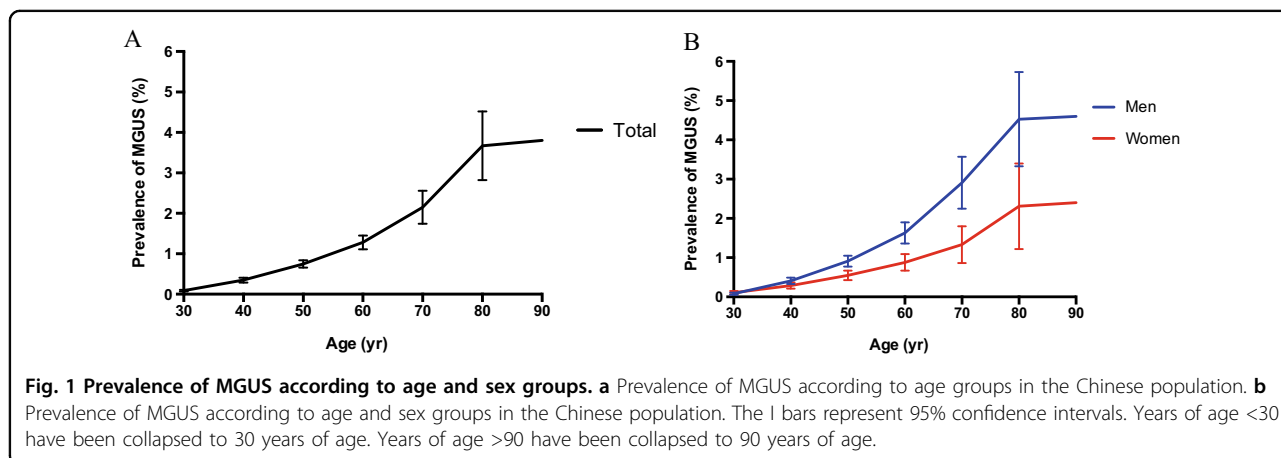 A
Prevalence of MGUS (%)
6
5
4
3
2
1
0
30 40 50 60 70 80 90
Age (yr)
Total
B
Prevalence of MGUS (%)
6
5
4
3
2
1
0
30 40 50 60 70 80 90
Age (yr)
Men
Women
Fig. 1 Prevalence of MGUS according to age and sex groups. a Prevalence of MGUS according to age groups in the Chinese population. b
Prevalence of MGUS according to age and sex groups in the Chinese population. The I bars represent 95% confidence intervals. Years of age <30
have been collapsed to 30 years of age. Years of age >90 have been collapsed to 90 years of age.